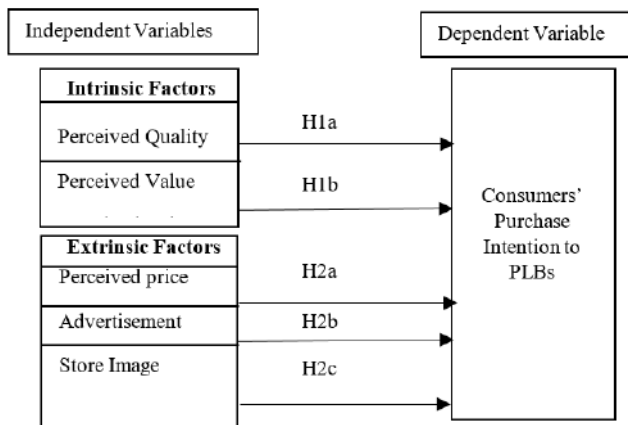 Independent Variables
Dependent Variable
Intrinsic Factors
Perceived Quality
H1a
Perceived Value
H1b
Extrinsic Factors
Perceived price
H2a
Advertisement
H2b
Store Image
H2c
Consumers’
Purchase
Intention to
PLBs